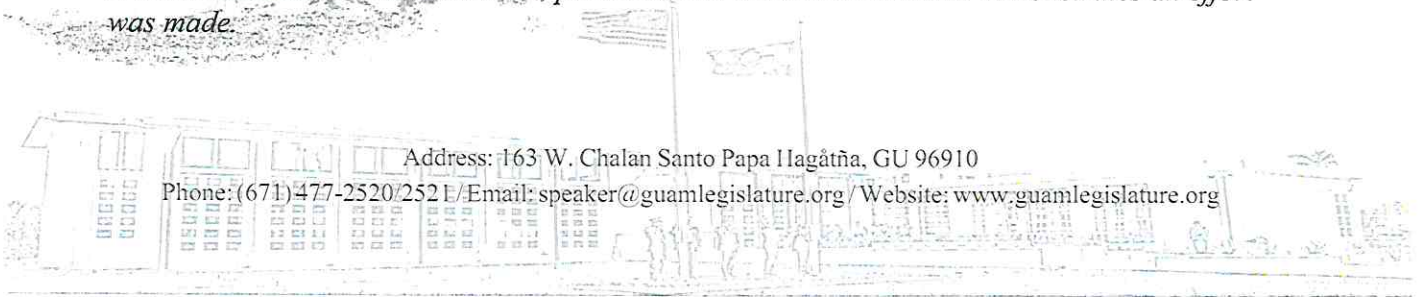 was made.
Address: 163 W. Chalan Santo Papa Hagåtña, GU 96910
Phone: (671) 477-2520/2521 / Email: speaker@guamlegislature.org / Website: www.guamlegislature.org